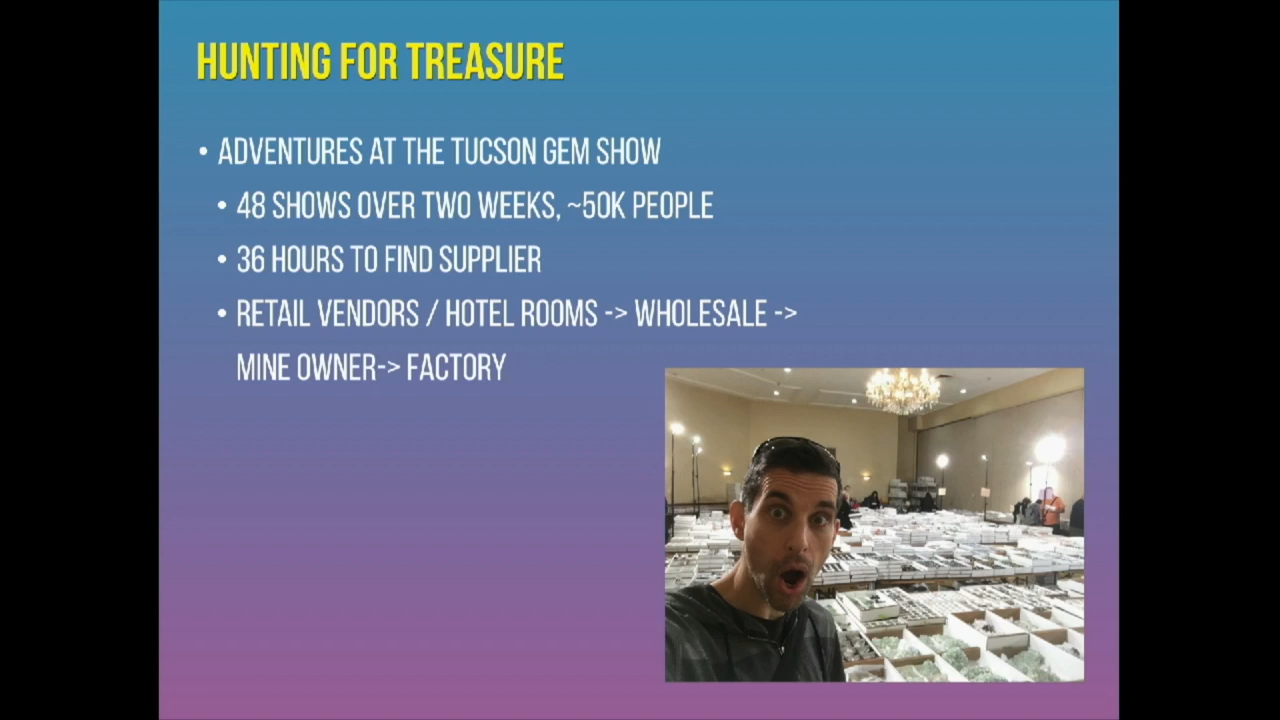 HUNTING FOR TREASURE
• ADVENTURES AT THE TUCSON GEM SHOW
• 48 SHOWS OVER TWO WEEKS, ~50K PEOPLE
• 36 HOURS TO FIND SUPPLIER
• RETAIL VENDORS / HOTEL ROOMS -> WHOLESALE ->
MINE OWNER-> FACTORY